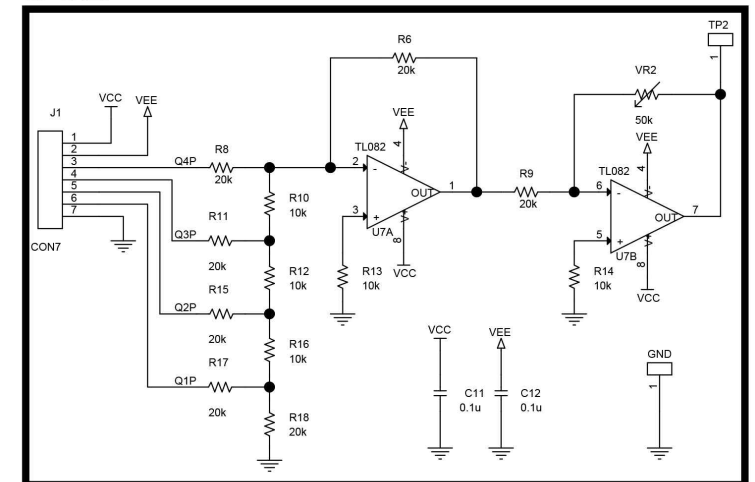 TP2
1
R6
20k
VR2
50k
J1
VCC
VEE
VEE
4
V-
TL082
VEE
4
V-
TL082
1
2
3
4
5
6
7
CON7
Q4P
R8
20k
2
-
OUT
1
R9
20k
6
-
OUT
7
R10
10k
3
+
U7A
V+
8
VCC
5
+
U7B
V+
8
VCC
Q3P
R11
20k
R13
10k
R14
10k
R12
10k
Q2P
R15
20k
R16
10k
Q1P
R17
20k
R18
20k
VCC
VEE
GND
1
C11
0.1u
C12
0.1u